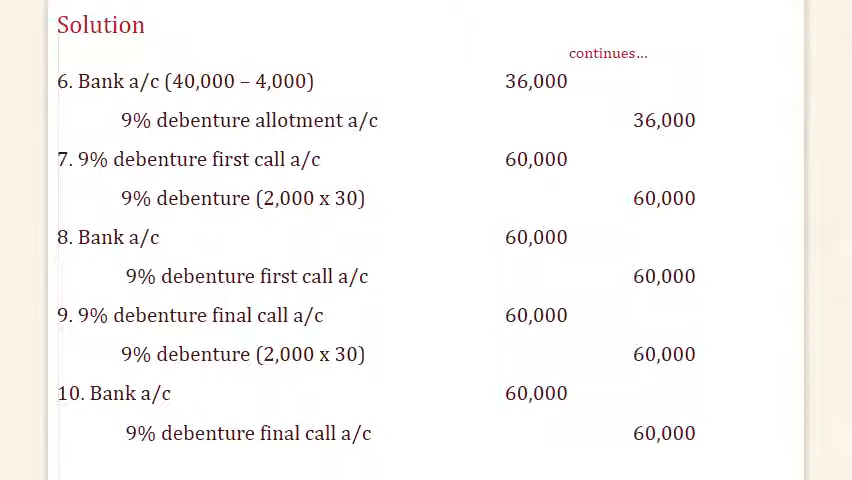 Solution
continues...
6. Bank a/c (40,000 – 4,000) 36,000
9% debenture allotment a/c 36,000
7. 9% debenture first call a/c 60,000
9% debenture (2,000 x 30) 60,000
8. Bank a/c 60,000
9% debenture first call a/c 60,000
9. 9% debenture final call a/c 60,000
9% debenture (2,000 x 30) 60,000
10. Bank a/c 60,000
9% debenture final call a/c 60,000